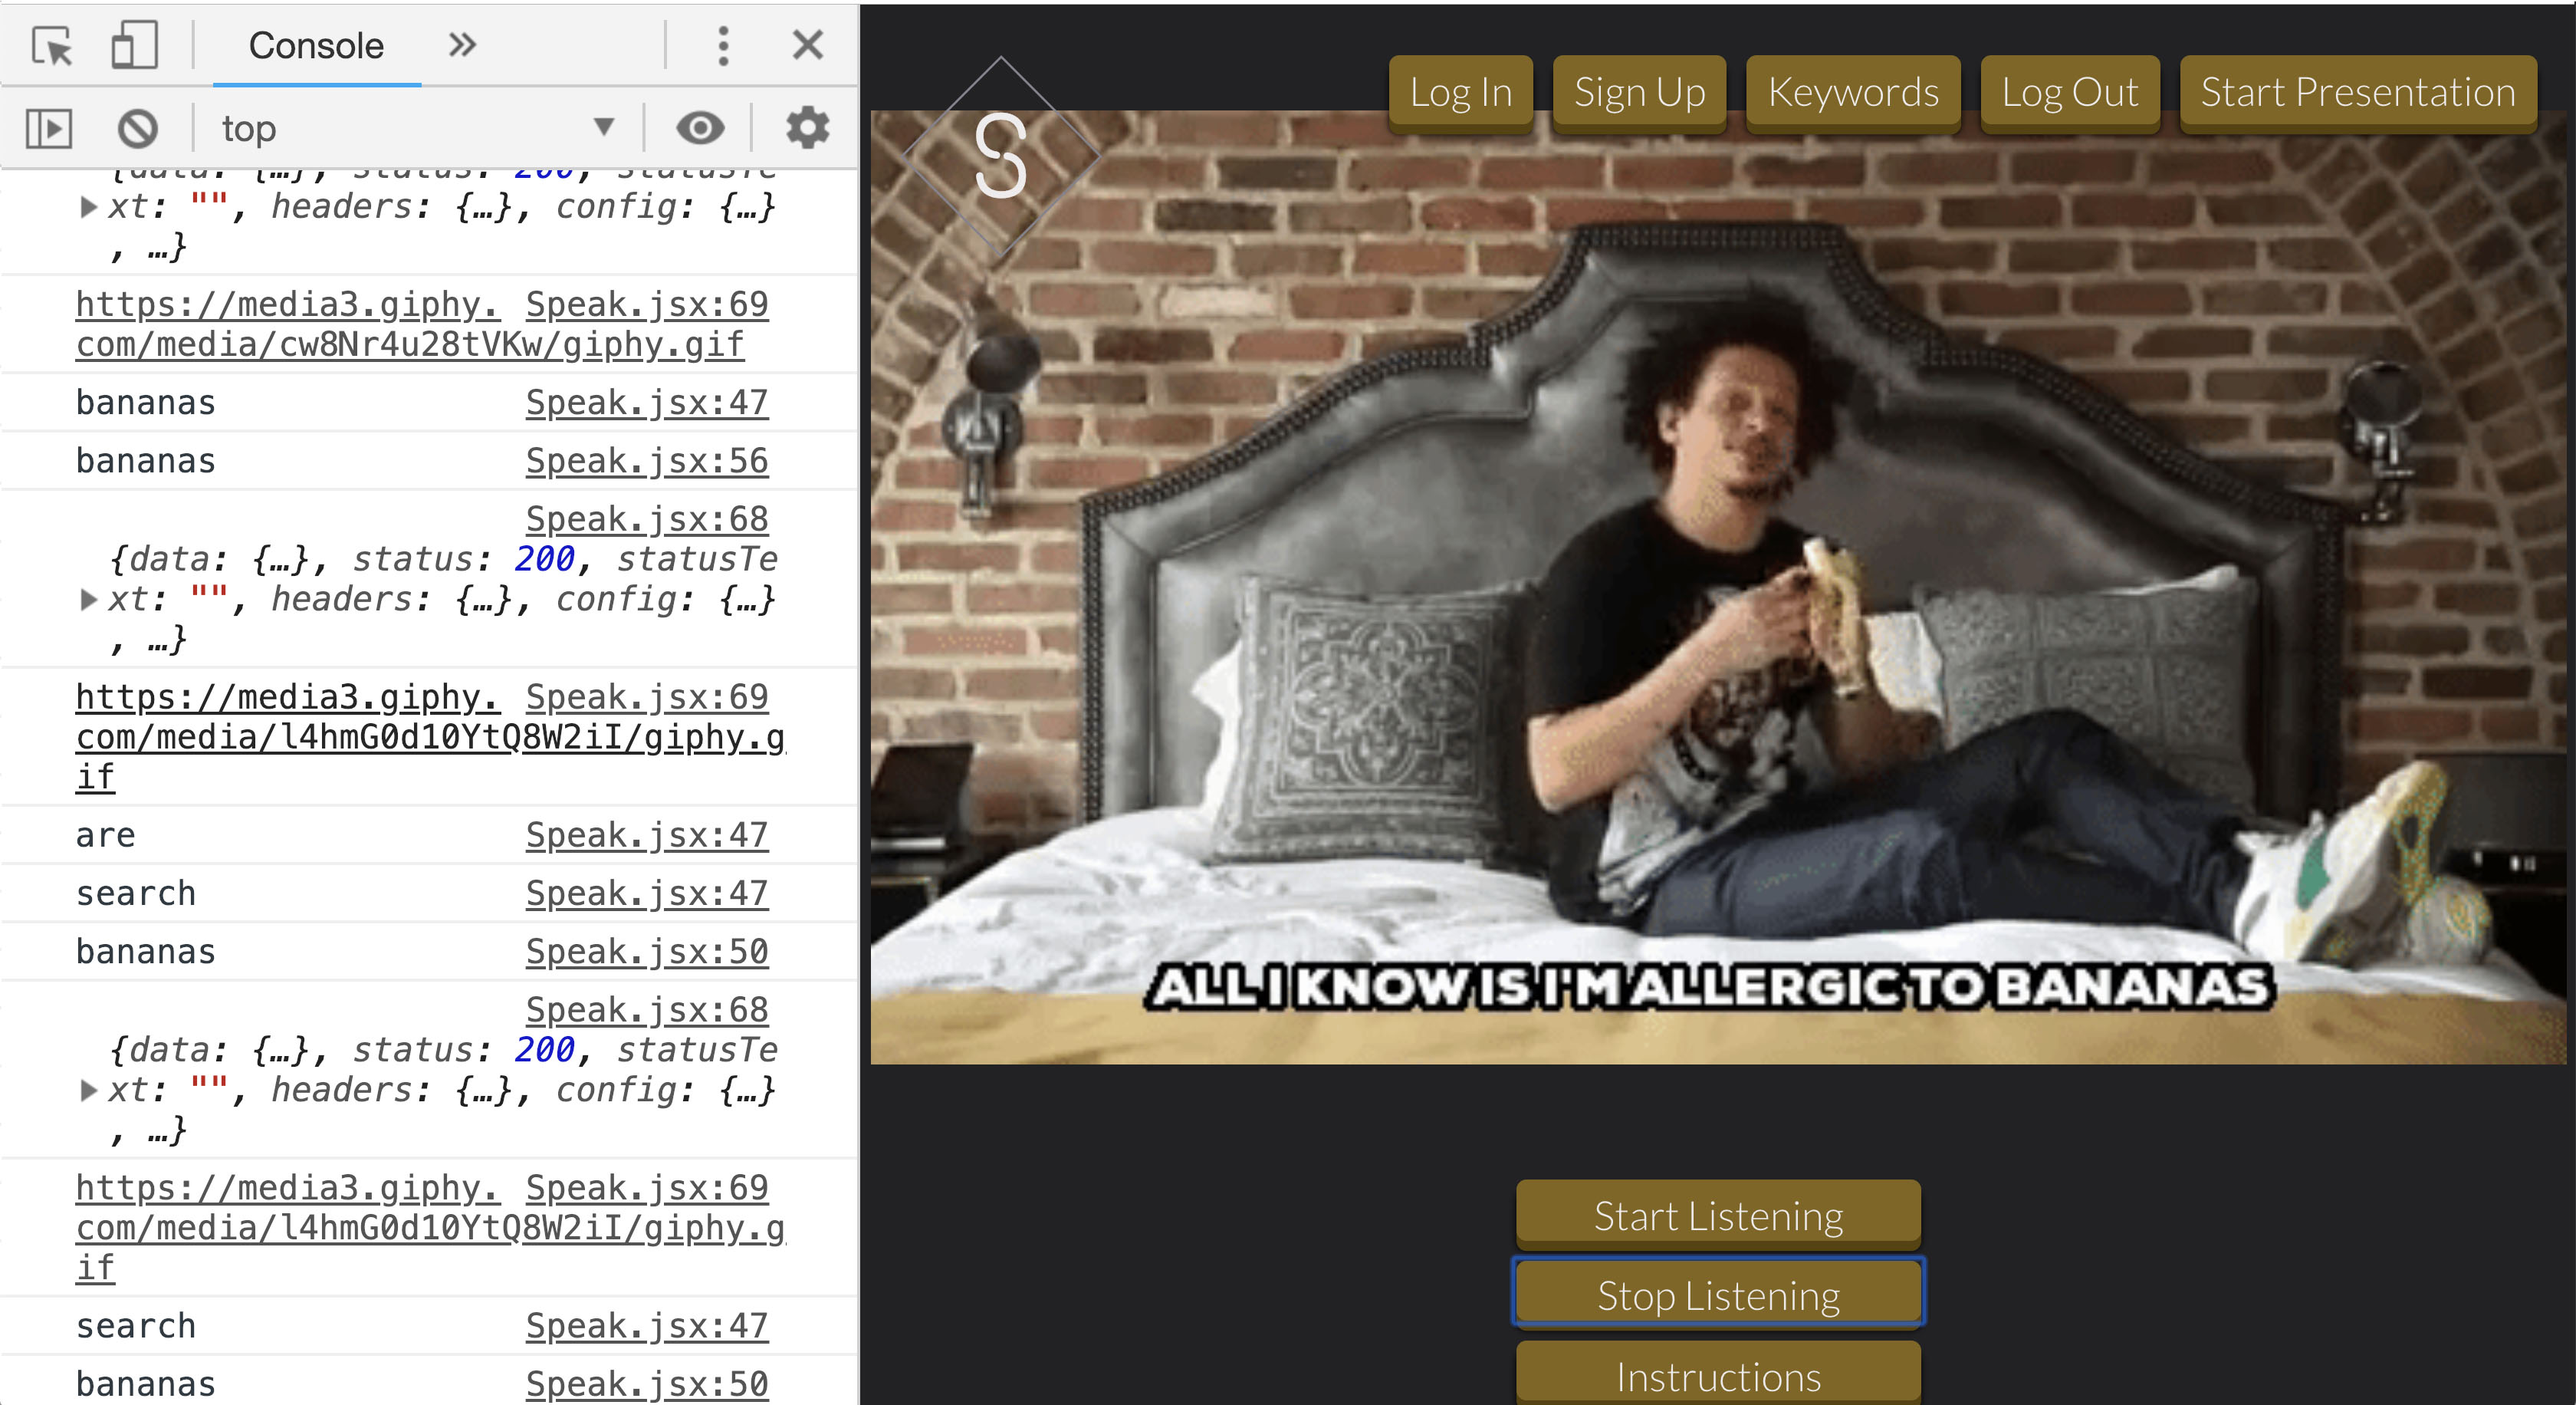 Console
top
{data: {…}, status: 200, statusTe
xt: "", headers: {…}, config: {…}
, …}
https://media3.giphy. Speak.jsx:69
com/media/cw8Nr4u28tVKw/giphy.gif
bananas Speak.jsx:47
bananas Speak.jsx:56
Speak.jsx:68
{data: {…}, status: 200, statusTe
xt: "", headers: {…}, config: {…}
, …}
https://media3.giphy. Speak.jsx:69
com/media/l4hmG0d10YtQ8W2iI/giphy.g
if
are Speak.jsx:47
search Speak.jsx:47
bananas Speak.jsx:50
Speak.jsx:68
{data: {…}, status: 200, statusTe
xt: "", headers: {…}, config: {…}
, …}
https://media3.giphy. Speak.jsx:69
com/media/l4hmG0d10YtQ8W2iI/giphy.g
if
search Speak.jsx:47
bananas Speak.jsx:50
S
Log In Sign Up Keywords Log Out Start Presentation
ALL I KNOW IS I'M ALLERGIC TO BANANAS
Start Listening
Stop Listening
Instructions